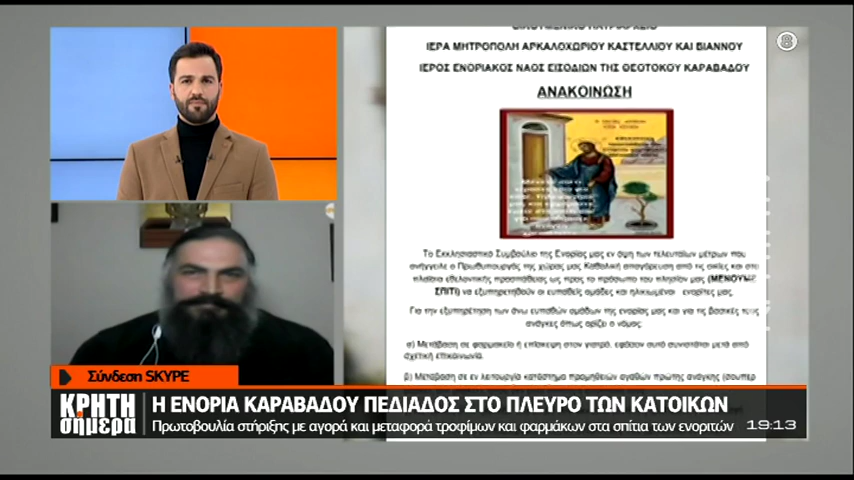 ΙΕΡΑ ΜΗΤΡΟΠΟΛΗ ΑΡΚΑΛΟΧΩΡΙΟΥ ΚΑΣΤΕΛΛΙΟΥ ΚΑΙ ΒΙΑΝΝΟΥ
ΙΕΡΟΣ ΕΝΟΡΙΑΚΟΣ ΝΑΟΣ ΕΙΣΟΔΙΩΝ ΤΗΣ ΘΕΟΤΟΚΟΥ ΚΑΡΑΒΑΔΟΥ
ΑΝΑΚΟΙΝΩΣΗ
Το Εκκλησιαστικό Συμβούλιο της Ενορίας μας εν όψη των τελευταίων μέτρων που
ανήγγειλε ο Πρωθυπουργός της χώρας μας Καθολική απαγόρευση από τις οικίες και στα
πλαίσια εθελοντικής προσπάθειας ως προς το πρόσωπο του πλησίον μας (ΜΕΝΟΥΜΕ
ΣΠΙΤΙ) να εξυπηρετηθούν οι ευπαθείς ομάδες και ηλικιωμένοι ενορίτες μας.
Για την εξυπηρέτηση των άνω ευπαθών ομάδων της ενορίας μας και για τις βασικές τους
ανάγκες όπως ορίζει ο νόμος:
α) Μετάβαση σε φαρμακείο ή επίσκεψη στον γιατρό, εφόσον αυτό συνιστάται μετά από
σχετική επικοινωνία.
β) Μετάβαση σε εν λειτουργία κατάστημα προμηθειών αγαθών πρώτης ανάγκης (σουπερ
Σύνδεση SKYPE
ΚΡΗΤΗ
σήμερα
Η ΕΝΟΡΙΑ ΚΑΡΑΒΑΔΟΥ ΠΕΔΙΑΔΟΣ ΣΤΟ ΠΛΕΥΡΟ ΤΩΝ ΚΑΤΟΙΚΩΝ
Πρωτοβουλία στήριξης με αγορά και μεταφορά τροφίμων και φαρμάκων στα σπίτια των ενοριτών
19:13